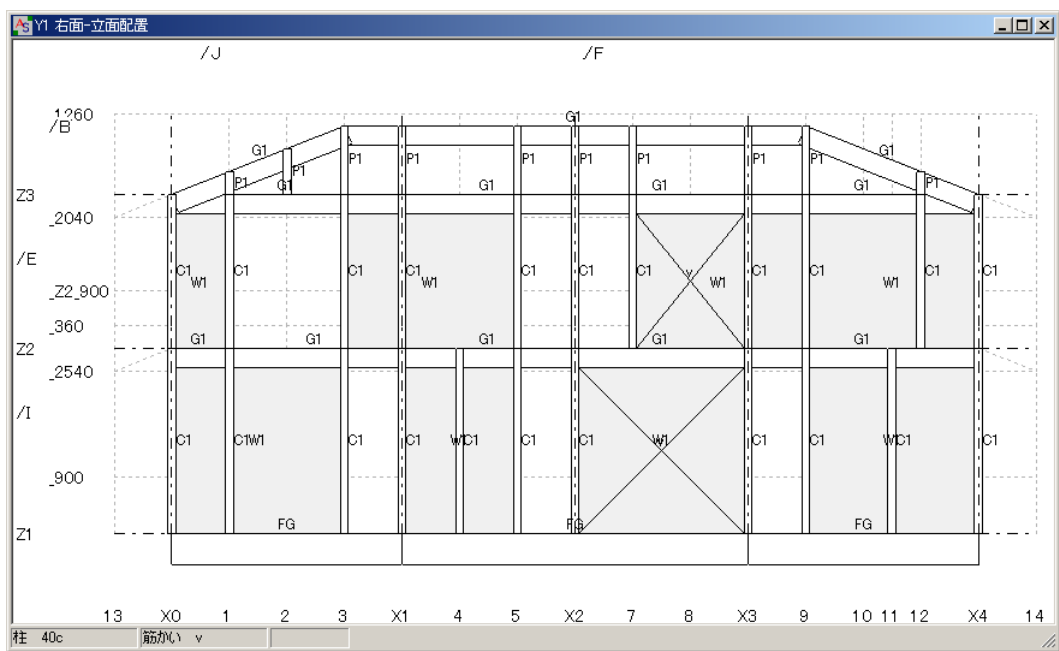 Y1 右面-立面配置
/J /F
1260 G1
/B
G1 P1 P1 P1 P1 P1 P1 P1 G1
P1 P1 P1
Z3 G1 G1 G1 G1
_2040
/E C1 C1 C1 C1 C1 C1 v C1 C1 C1 C1
W1 W1 W1 W1
_Z2_900
_360
G1 G1 G1 G1 G1
Z2
_2540
/I
C1 C1W1 C1 C1 W1C1 C1 C1 W1 C1 C1 W1C1 C1
_900
FG FG FG
Z1
13 X0 1 2 3 X1 4 5 X2 7 8 X3 9 10 11 12 X4 14
柱 40c 筋かい v